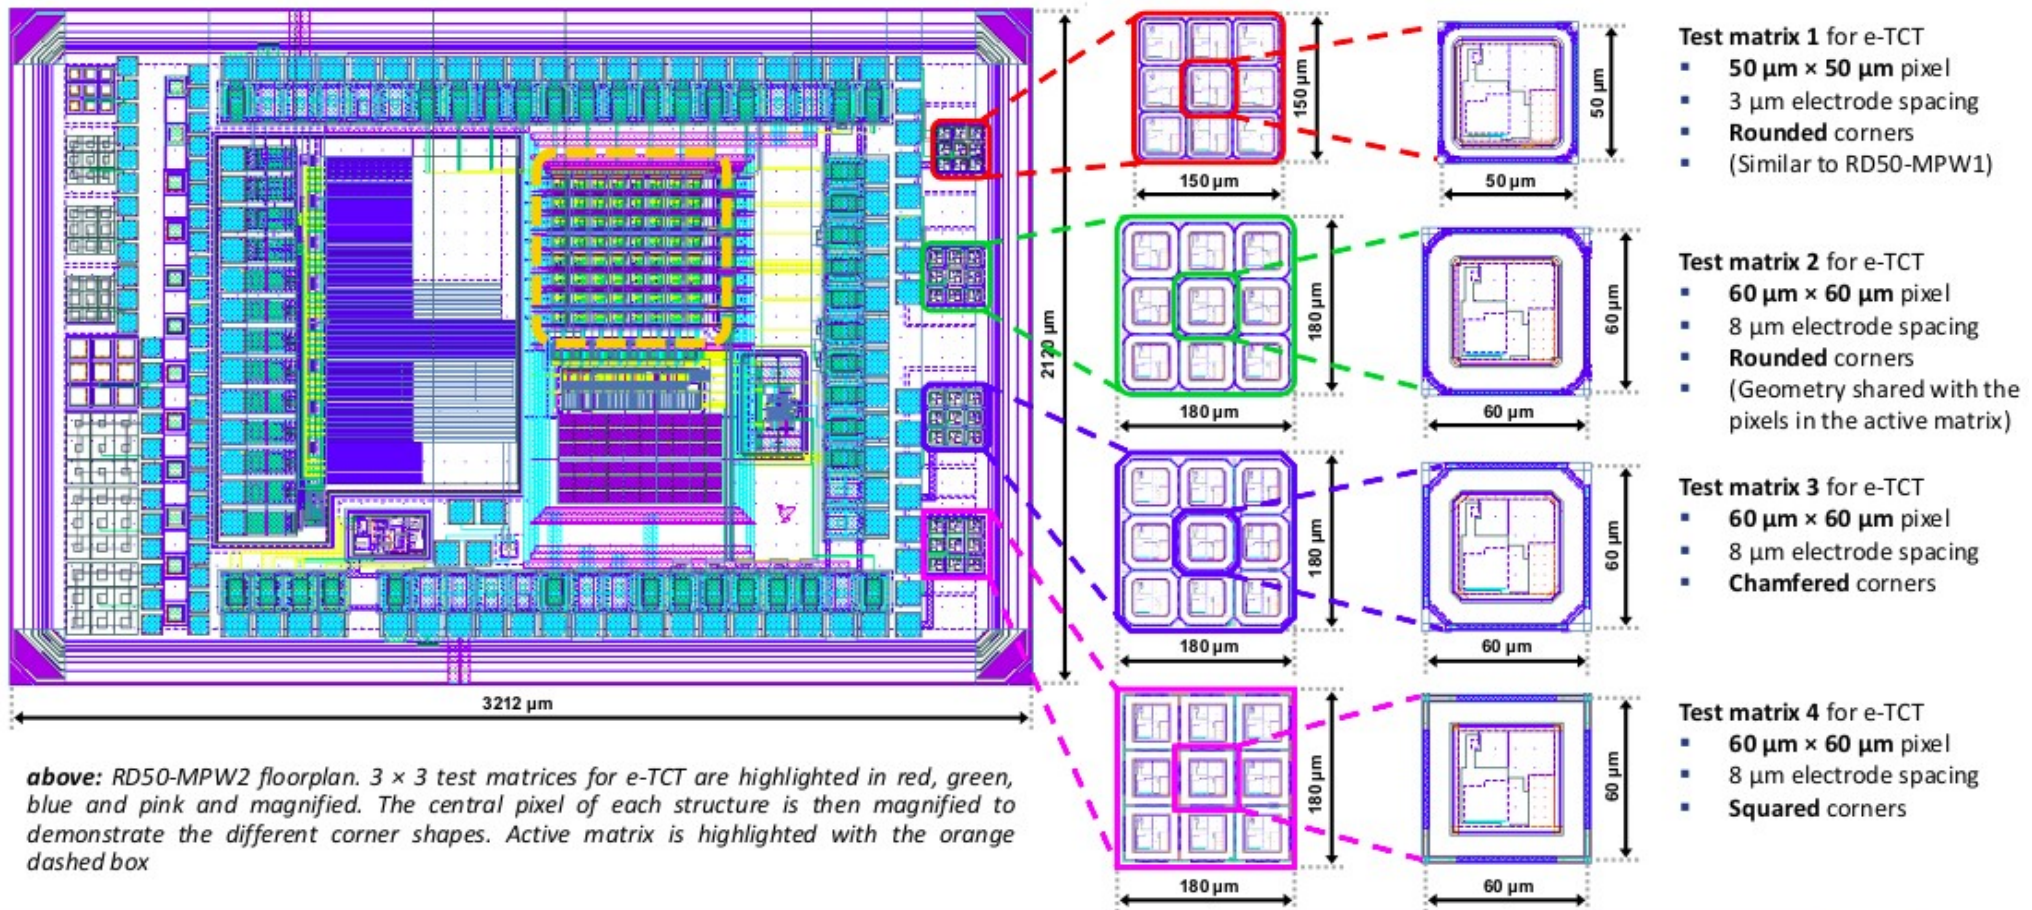 150 µm
150 µm
50 µm
50 µm
Test matrix 1 for e-TCT
▪ 50 µm × 50 µm pixel
▪ 3 µm electrode spacing
▪ Rounded corners
▪ (Similar to RD50-MPW1)
2120 µm
3212 µm
180 µm
180 µm
60 µm
60 µm
Test matrix 2 for e-TCT
▪ 60 µm × 60 µm pixel
▪ 8 µm electrode spacing
▪ Rounded corners
▪ (Geometry shared with the
pixels in the active matrix)
180 µm
180 µm
60 µm
60 µm
Test matrix 3 for e-TCT
▪ 60 µm × 60 µm pixel
▪ 8 µm electrode spacing
▪ Chamfered corners
180 µm
180 µm
60 µm
60 µm
Test matrix 4 for e-TCT
▪ 60 µm × 60 µm pixel
▪ 8 µm electrode spacing
▪ Squared corners
above: RD50-MPW2 floorplan. 3 × 3 test matrices for e-TCT are highlighted in red, green,
blue and pink and magnified. The central pixel of each structure is then magnified to
demonstrate the different corner shapes. Active matrix is highlighted with the orange
dashed box